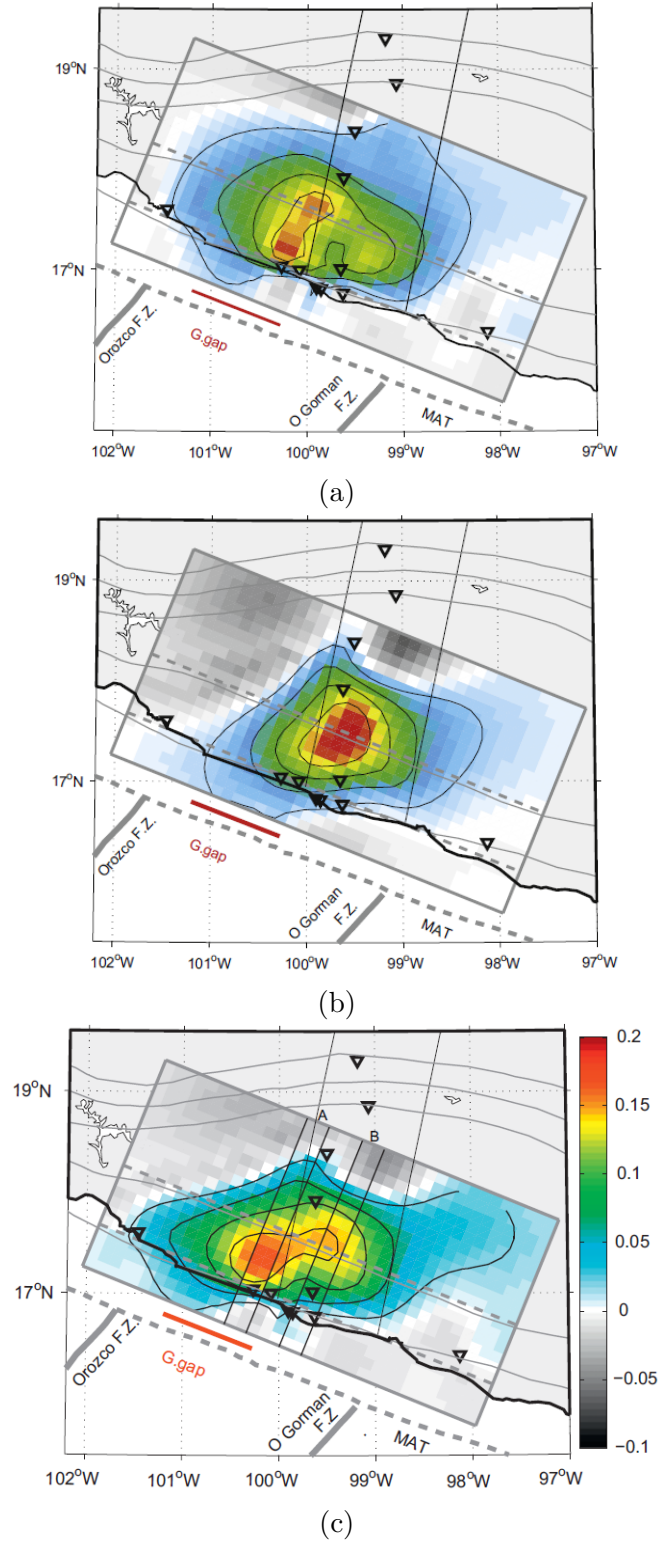 19°N
17°N
Orozco F.Z.
G.gap
O Gorman
F.Z.
MAT
102°W
101°W
100°W
99°W
98°W
97°W
(a)
19°N
17°N
Orozco F.Z.
G.gap
O Gorman
F.Z.
MAT
102°W
101°W
100°W
99°W
98°W
97°W
(b)
0.2
19°N
A
B
0.15
0.1
0.05
17°N
0
Orozco F.Z.
G.gap
−0.05
O Gorman
F.Z
MAT
−0.1
102°W
101°W
100°W
99°W
98°W
97°W
(c)